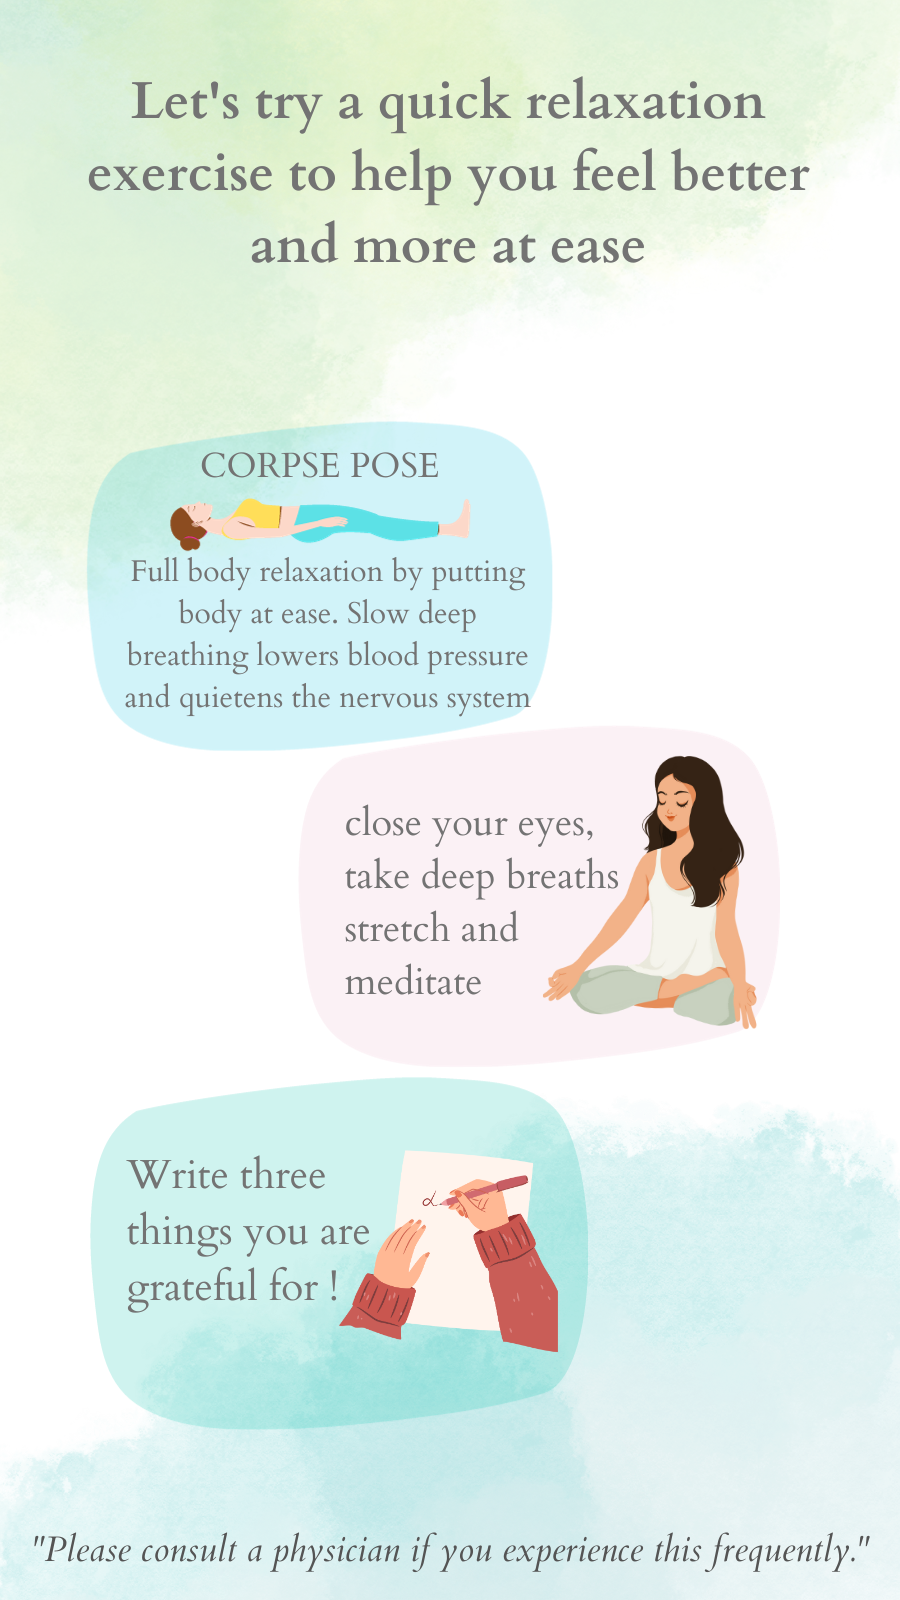 Let's try a quick relaxation
exercise to help you feel better
and more at ease
CORPSE POSE
Full body relaxation by putting
body at ease. Slow deep
breathing lowers blood pressure
and quietens the nervous system
close your eyes,
take deep breaths
stretch and
meditate
Write three
things you are
grateful for !
"Please consult a physician if you experience this frequently."